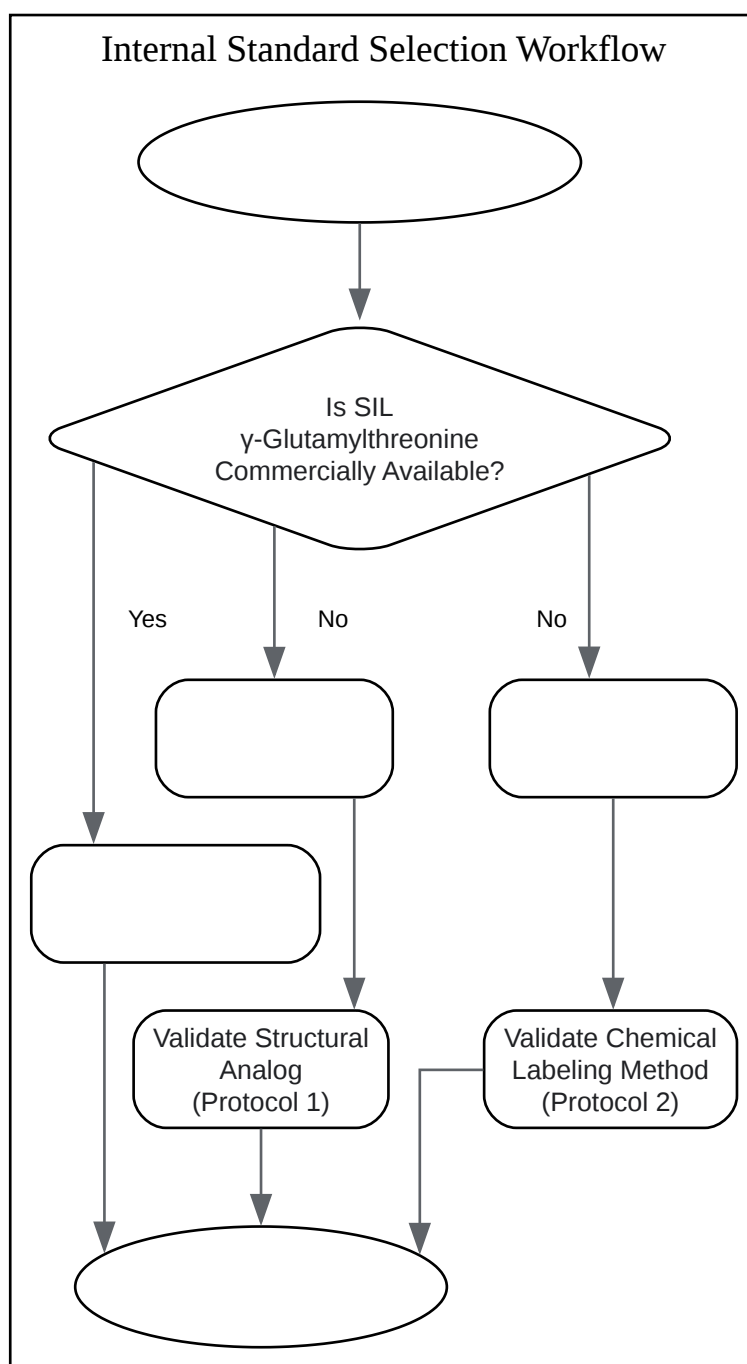 Internal Standard Selection Workflow
Is SIL
γ-Glutamylthreonine
Commercially Available?
Yes
No
No
Validate Structural
Analog
(Protocol 1)
Validate Chemical
Labeling Method
(Protocol 2)